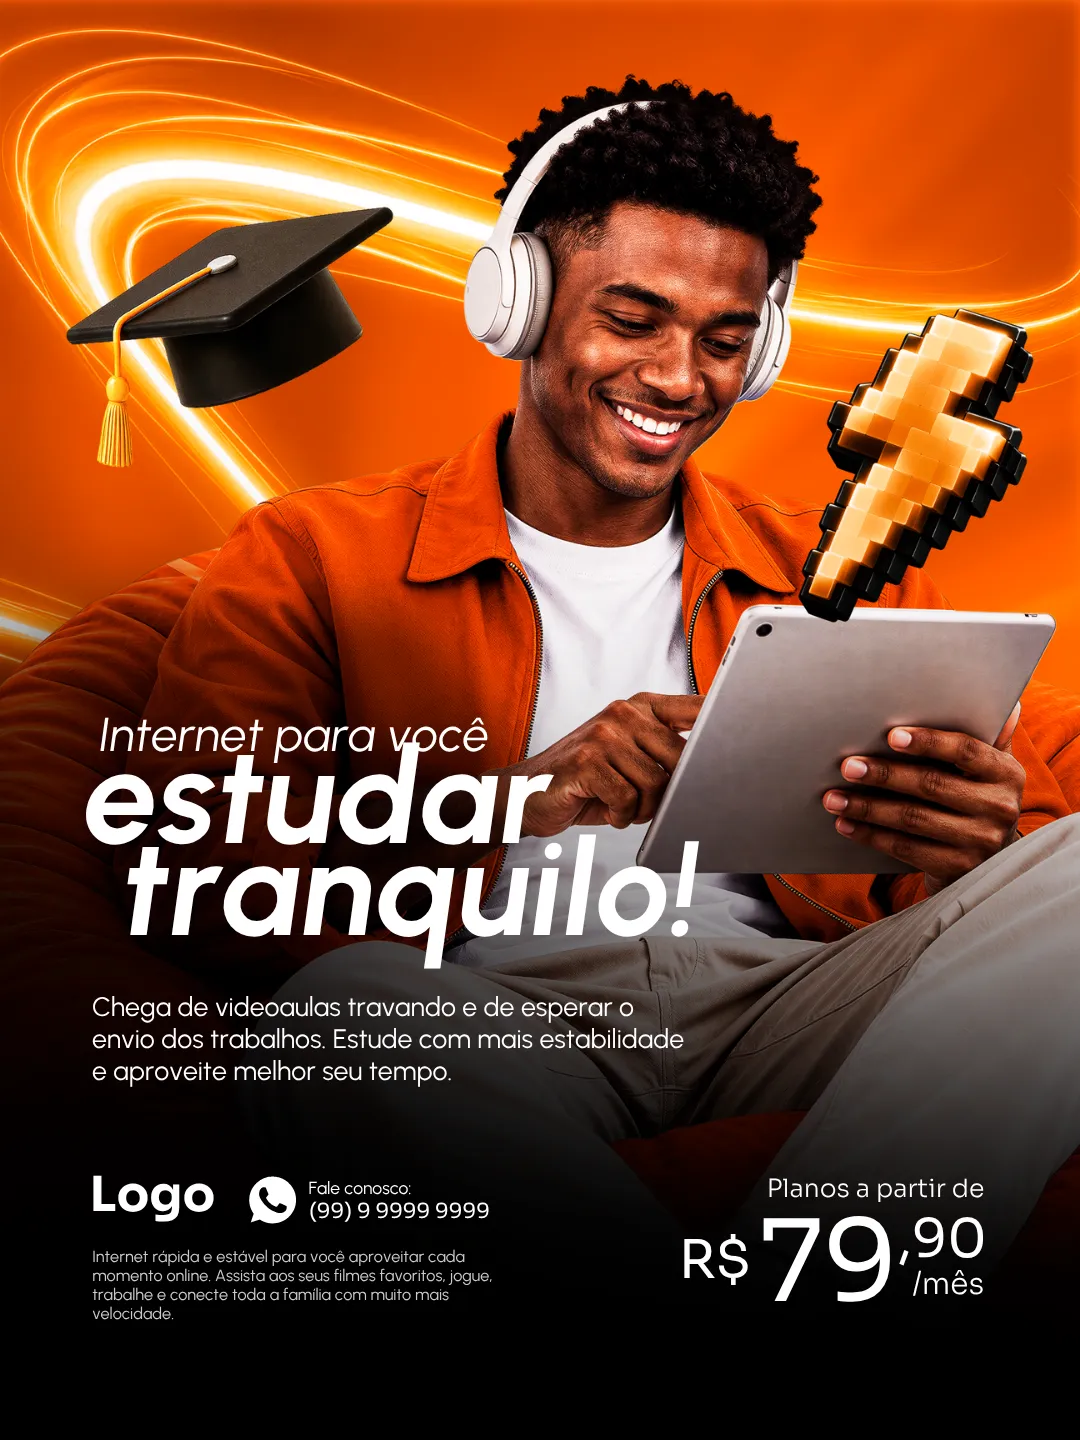 Internet para você
estudar
tranquilo!
Chega de videoaulas travando e de esperar o
envio dos trabalhos. Estude com mais estabilidade
e aproveite melhor seu tempo.
Logo
Fale conosco:
(99) 9 9999 9999
Internet rápida e estável para você aproveitar cada
momento online. Assista aos seus filmes favoritos, jogue,
trabalhe e conecte toda a família com muito mais
velocidade.
Planos a partir de
R$79,90
/mês